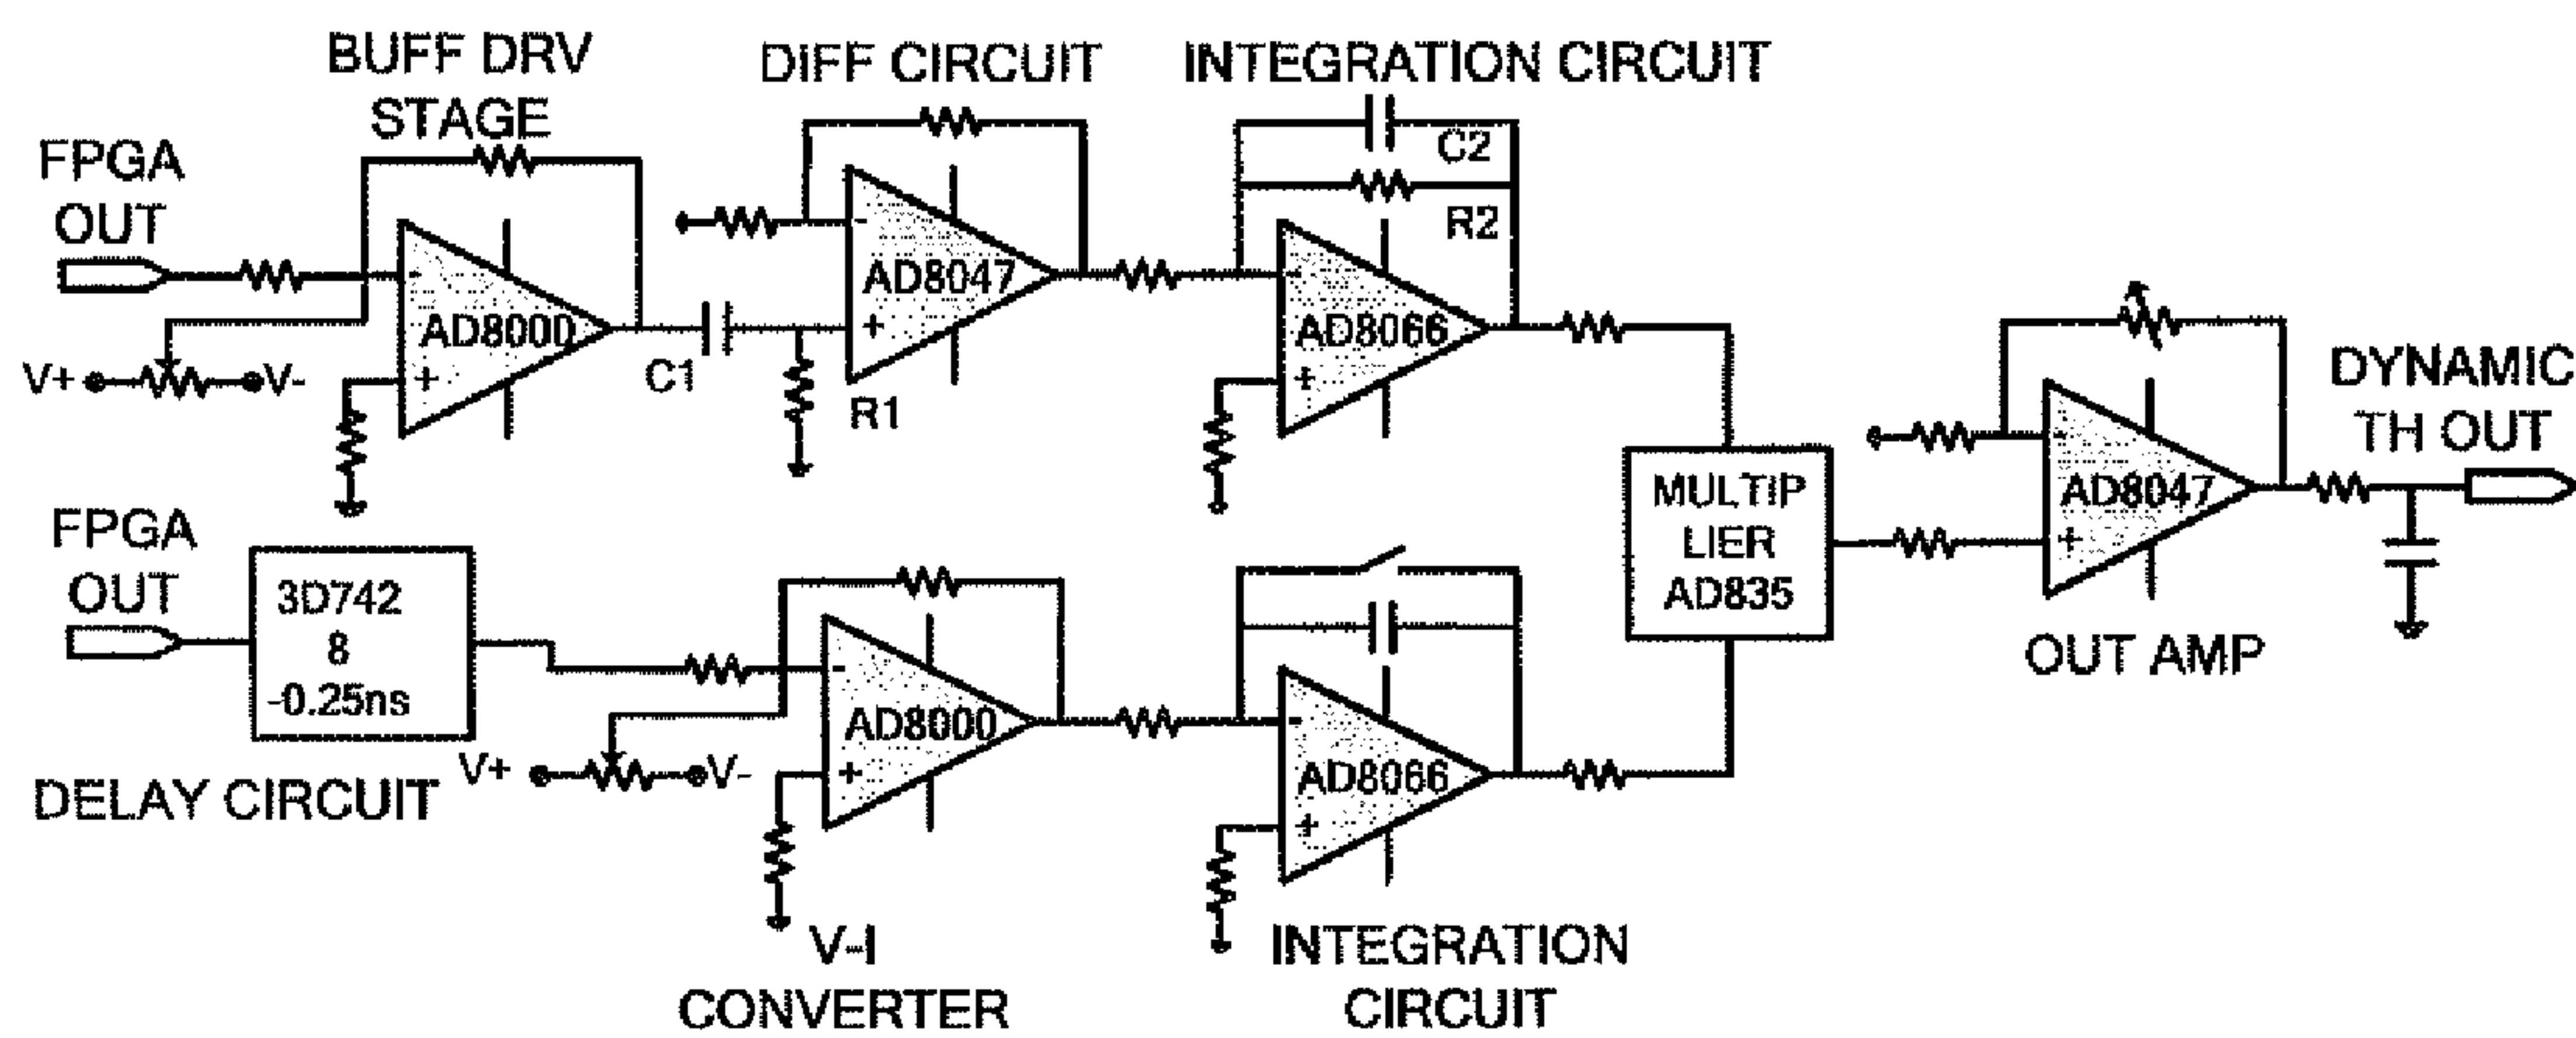 BUFF DRV
STAGE
DIFF CIRCUIT
INTEGRATION CIRCUIT
FPGA
OUT
C2
R2
-
AD8000
+
V+
V-
C1
R1
-
AD8047
+
-
AD8066
+
DYNAMIC
TH OUT
MULTIP
LIER
AD835
-
AD8047
+
OUT AMP
FPGA
OUT
3D742
8
-0.25ns
DELAY CIRCUIT
V+
V-
-
AD8000
+
V-I
CONVERTER
-
AD8066
+
INTEGRATION
CIRCUIT